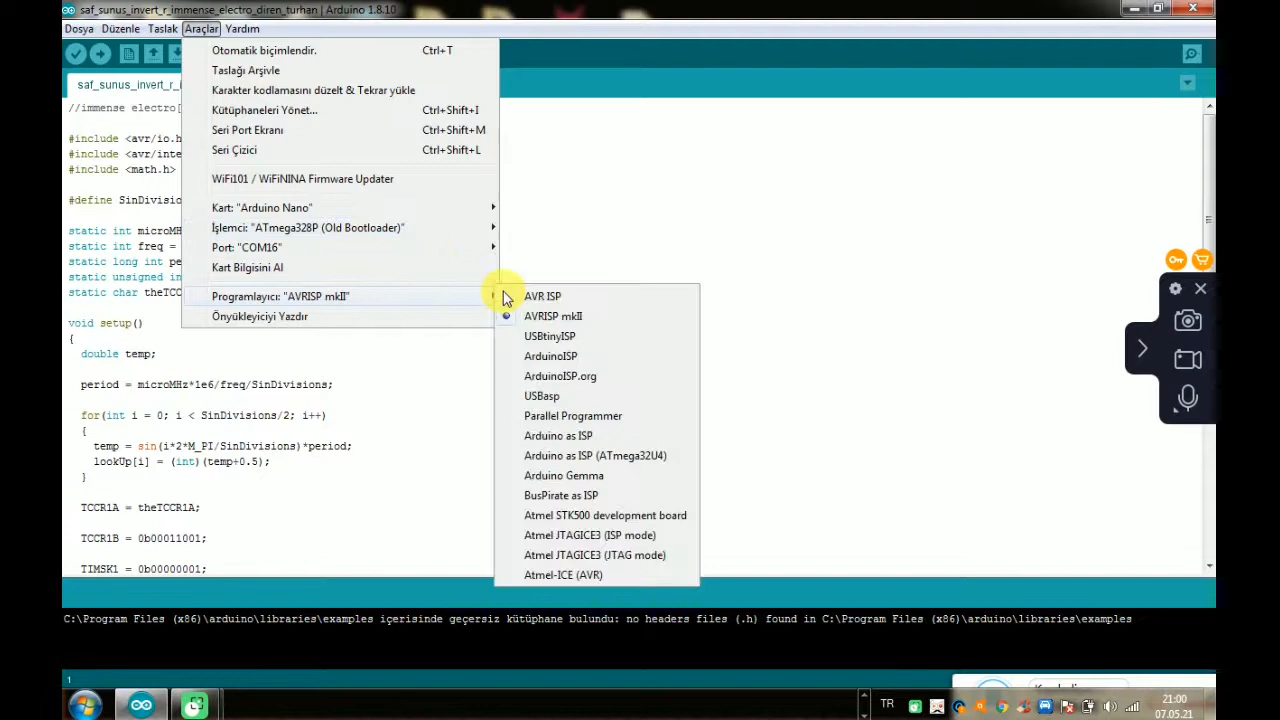 saf_sunus_invert_r_immense_electro_diren_turhan | Arduino 1.8.10
Dosya Düzenle Taslak Araçlar Yardım
saf_sunus_invert_r_i
//immense electro[
#include <avr/io.h
#include <avr/inte
#include <math.h>
#define SinDivisio
static int microMH
static int freq =
static long int pe
static unsigned in
static char theTCC
void setup()
{
double temp;
period = microMHz*1e6/freq/SinDivisions;
for(int i = 0; i < SinDivisions/2; i++)
{
temp = sin(i*2*M_PI/SinDivisions)*period;
lookUp[i] = (int)(temp+0.5);
}
TCCR1A = theTCCR1A;
TCCR1B = 0b00011001;
TIMSK1 = 0b00000001;
Otomatik biçimlendir. Ctrl+T
Taslağı Arşivle
Karakter kodlamasını düzelt & Tekrar yükle
Kütüphaneleri Yönet... Ctrl+Shift+I
Seri Port Ekranı Ctrl+Shift+M
Seri Çizici Ctrl+Shift+L
WiFi101 / WiFiNINA Firmware Updater
Kart: "Arduino Nano"
İşlemci: "ATmega328P (Old Bootloader)"
Port: "COM16"
Kart Bilgisini Al
Programlayıcı: "AVRISP mkII"
Önyükleyiciyi Yazdır
AVR ISP
AVRISP mkII
USBtinyISP
ArduinoISP
ArduinoISP.org
USBasp
Parallel Programmer
Arduino as ISP
Arduino as ISP (ATmega32U4)
Arduino Gemma
BusPirate as ISP
Atmel STK500 development board
Atmel JTAGICE3 (ISP mode)
Atmel JTAGICE3 (JTAG mode)
Atmel-ICE (AVR)
C:\Program Files (x86)\arduino\libraries\examples içerisinde geçersiz kütüphane bulundu: no headers files (.h) found in C:\Program Files (x86)\arduino\libraries\examples
1
TR
21:00
07.05.21